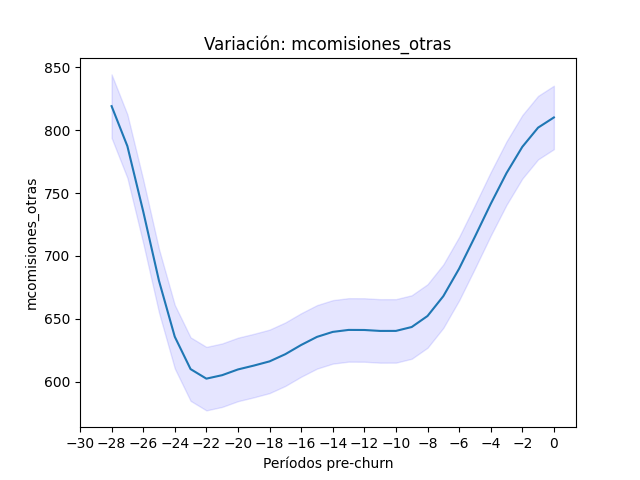 Variación: mcomisiones_otras
mcomisiones_otras
850
800
750
700
650
600
−30 −28 −26 −24 −22 −20 −18 −16 −14 −12 −10 −8 −6 −4 −2 0
Períodos pre-churn